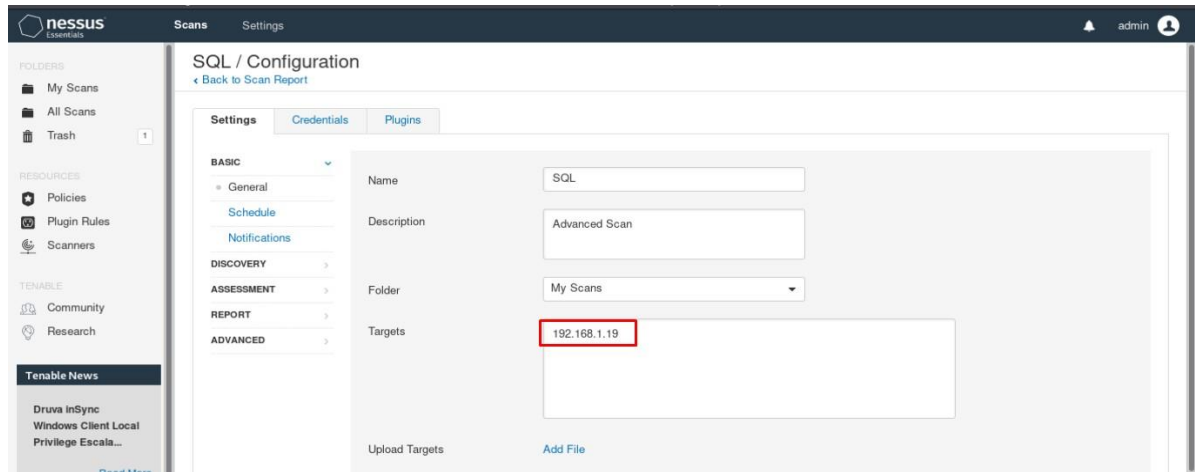 nessus
Essentials
Scans
Settings
admin
FOLDERS
My Scans
All Scans
Trash
1
RESOURCES
Policies
Plugin Rules
Scanners
TENABLE
Community
Research
Tenable News
Druva inSync
Windows Client Local
Privilege Escala...
Read More
SQL / Configuration
Back to Scan Report
Settings
Credentials
Plugins
BASIC
General
Schedule
Notifications
DISCOVERY
ASSESSMENT
REPORT
ADVANCED
Name
SQL
Description
Advanced Scan
Folder
My Scans
Targets
192.168.1.19
Upload Targets
Add File